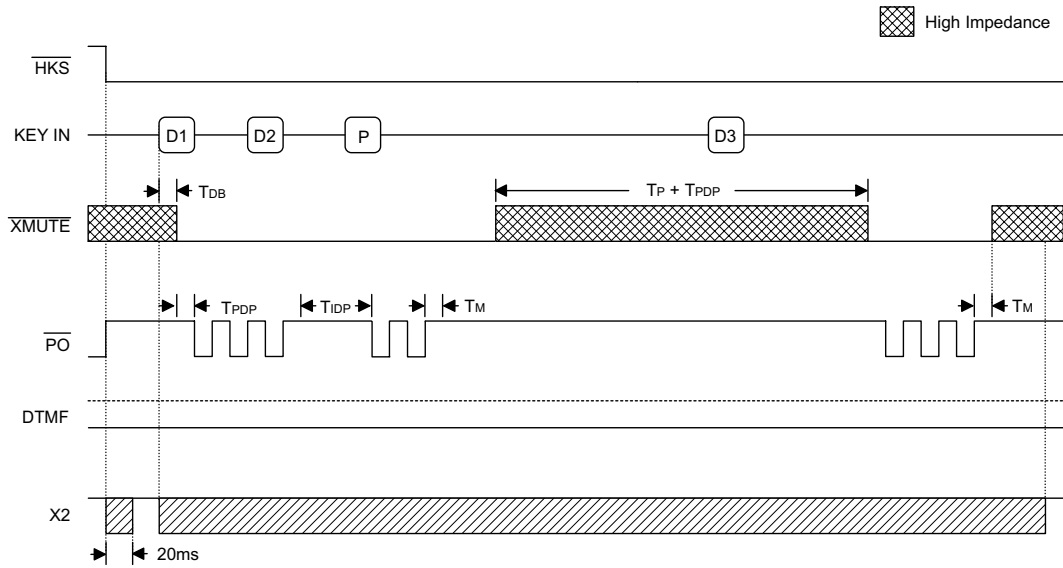 High Impedance
HKS
KEY IN
D1
D2
P
D3
TDB
TP + TPDP
XMUTE
TPDP
TIDP
TM
TM
PO
DTMF
X2
20ms